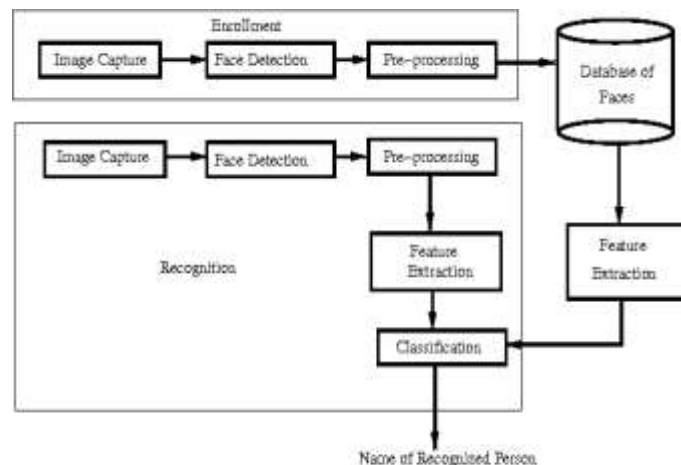 Enrollment
Image Capture
Face Detection
Pre-processing
Database of
Faces
Image Capture
Face Detection
Pre-processing
Feature
Extraction
Feature
Extraction
Recognition
Classification
Name of Recognised Person